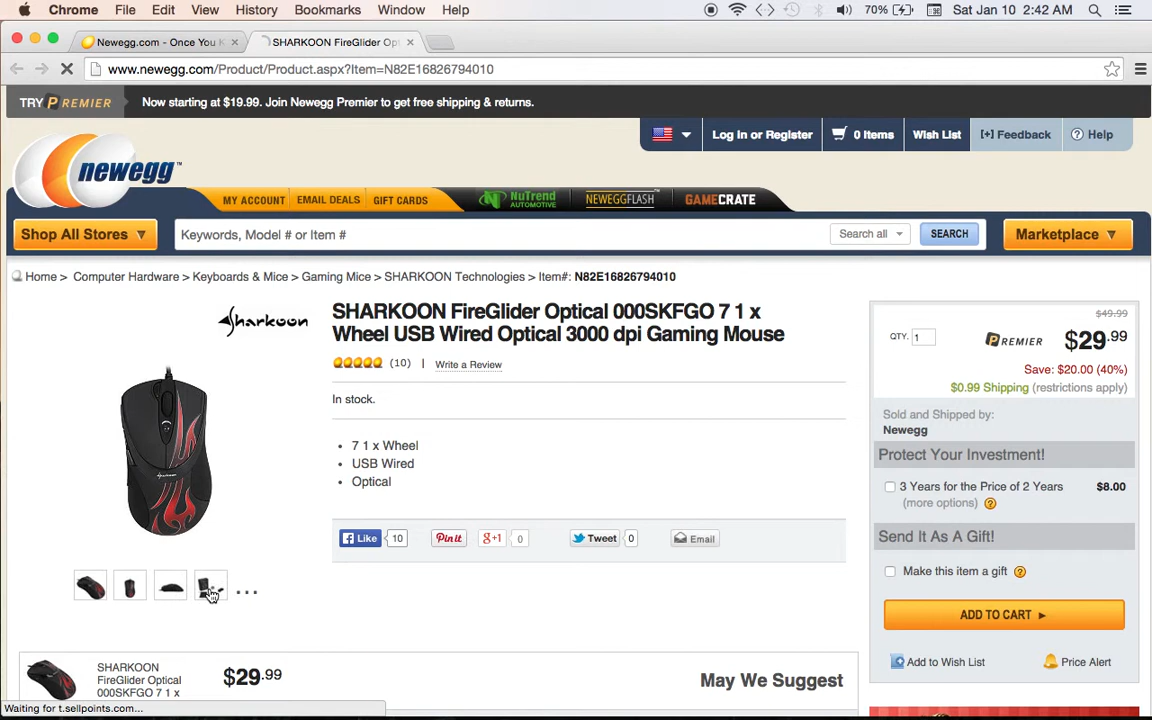 Chrome File Edit View History Bookmarks Window Help 70% Sat Jan 10 2:42 AM
Newegg.com - Once You K SHARKOON FireGlider Op
www.newegg.com/Product/Product.aspx?Item=N82E16826794010
TRY PREMIER Now starting at $19.99. Join Newegg Premier to get free shipping & returns.
Log In or Register 0 Items Wish List [+] Feedback ? Help
newegg™
MY ACCOUNT EMAIL DEALS GIFT CARDS NUTREND AUTOMOTIVE NEWEGGFLASH™ GAMECRATE
Shop All Stores ▼ Keywords, Model # or Item # Search all SEARCH Marketplace ▼
Home > Computer Hardware > Keyboards & Mice > Gaming Mice > SHARKOON Technologies > Item#: N82E16826794010
Sharkoon
SHARKOON FireGlider Optical 000SKFGO 7 1 x
Wheel USB Wired Optical 3000 dpi Gaming Mouse
(10) | Write a Review
In stock.
• 7 1 x Wheel
• USB Wired
• Optical
Like 10 Pin it g+1 0 Tweet 0 Email
...
$49.99
QTY. 1 PREMIER $29.99
Save: $20.00 (40%)
$0.99 Shipping (restrictions apply)
Sold and Shipped by:
Newegg
Protect Your Investment!
3 Years for the Price of 2 Years $8.00
(more options) ?
Send It As A Gift!
Make this item a gift ?
ADD TO CART ►
Add to Wish List Price Alert
SHARKOON
FireGlider Optical
000SKFGO 7 1 x
$29.99
May We Suggest
Waiting for t.sellpoints.com...